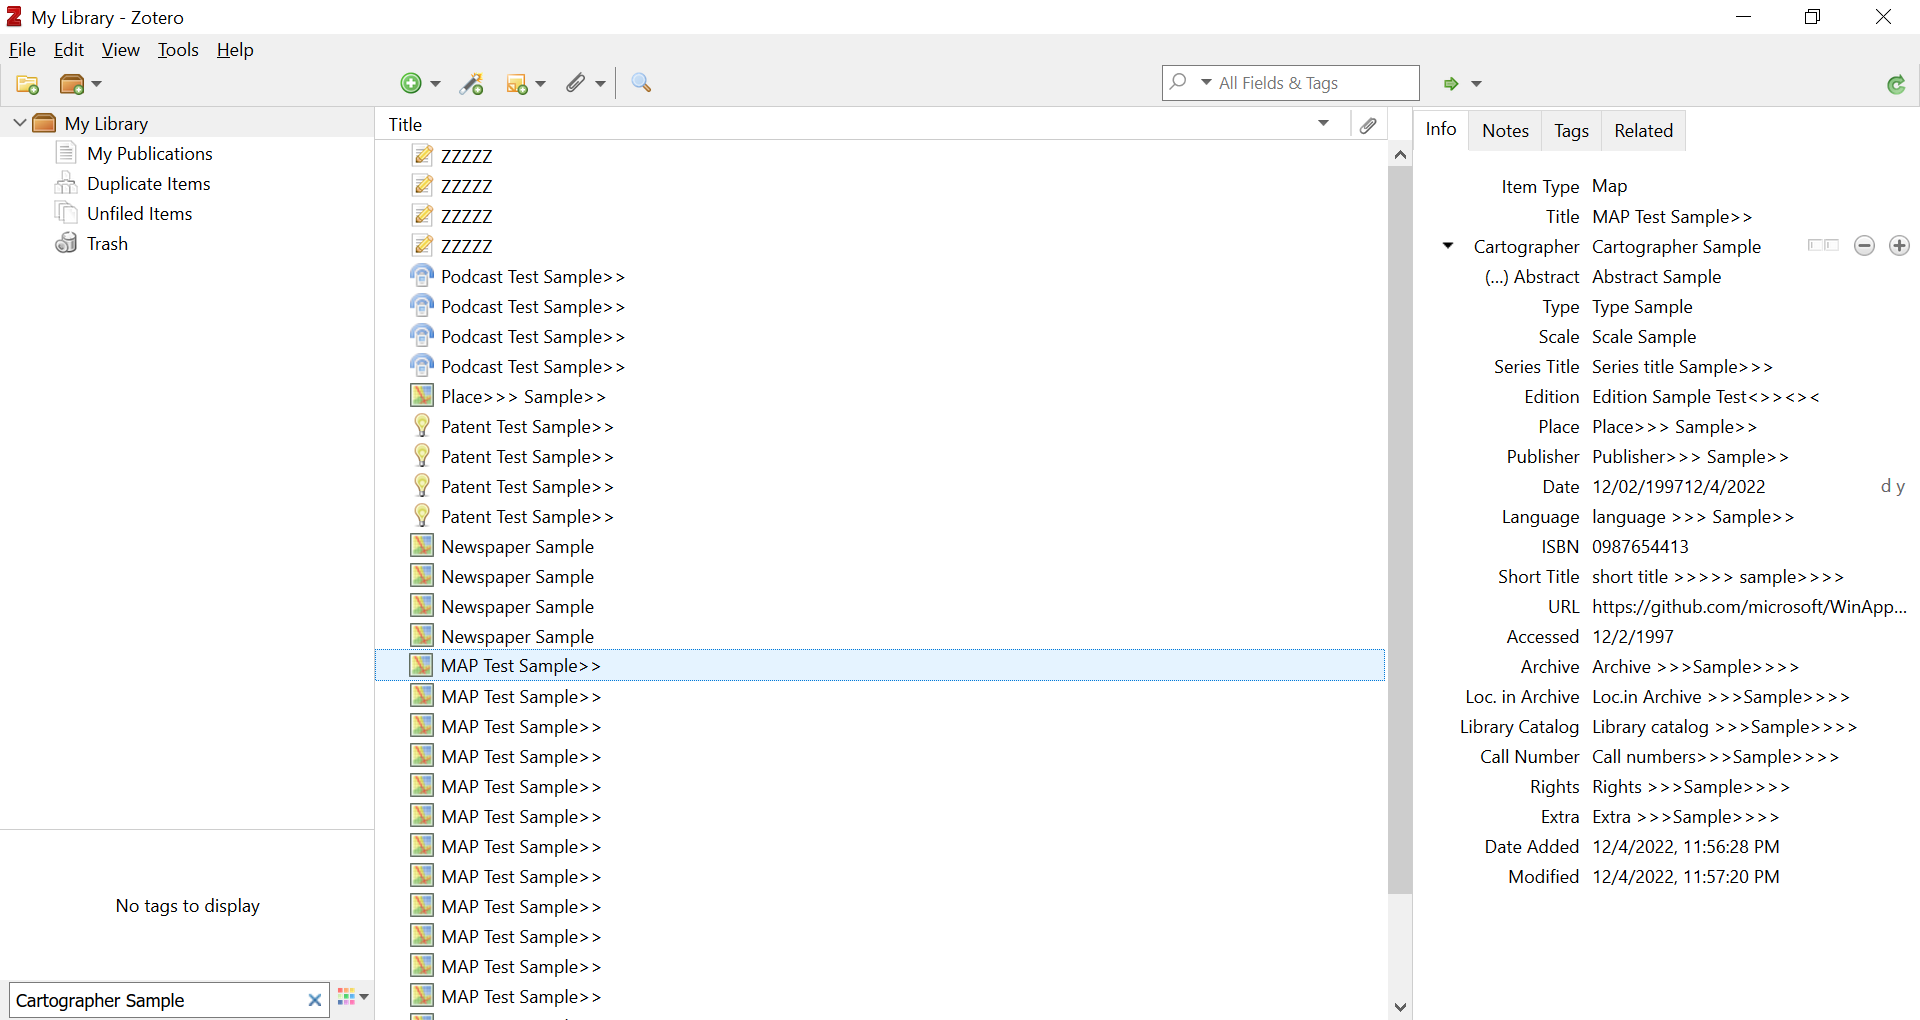 My Library - Zotero
File Edit View Tools Help
All Fields & Tags
My Library
My Publications
Duplicate Items
Unfiled Items
Trash
No tags to display
Cartographer Sample
Title
ZZZZZ
ZZZZZ
ZZZZZ
ZZZZZ
Podcast Test Sample>>
Podcast Test Sample>>
Podcast Test Sample>>
Podcast Test Sample>>
Place>>> Sample>>
Patent Test Sample>>
Patent Test Sample>>
Patent Test Sample>>
Patent Test Sample>>
Newspaper Sample
Newspaper Sample
Newspaper Sample
Newspaper Sample
MAP Test Sample>>
MAP Test Sample>>
MAP Test Sample>>
MAP Test Sample>>
MAP Test Sample>>
MAP Test Sample>>
MAP Test Sample>>
MAP Test Sample>>
MAP Test Sample>>
MAP Test Sample>>
MAP Test Sample>>
MAP Test Sample>>
Info Notes Tags Related
Item Type Map
Title MAP Test Sample>>
Cartographer Cartographer Sample
(...) Abstract Abstract Sample
Type Type Sample
Scale Scale Sample
Series Title Series title Sample>>>
Edition Edition Sample Test<>><><
Place Place>>> Sample>>
Publisher Publisher>>> Sample>>
Date 12/02/199712/4/2022 d y
Language language >>> Sample>>
ISBN 0987654413
Short Title short title >>>>> sample>>>>
URL https://github.com/microsoft/WinApp...
Accessed 12/2/1997
Archive Archive >>>Sample>>>>
Loc. in Archive Loc.in Archive >>>Sample>>>>
Library Catalog Library catalog >>>Sample>>>>
Call Number Call numbers>>>Sample>>>>
Rights Rights >>>Sample>>>>
Extra Extra >>>Sample>>>>
Date Added 12/4/2022, 11:56:28 PM
Modified 12/4/2022, 11:57:20 PM